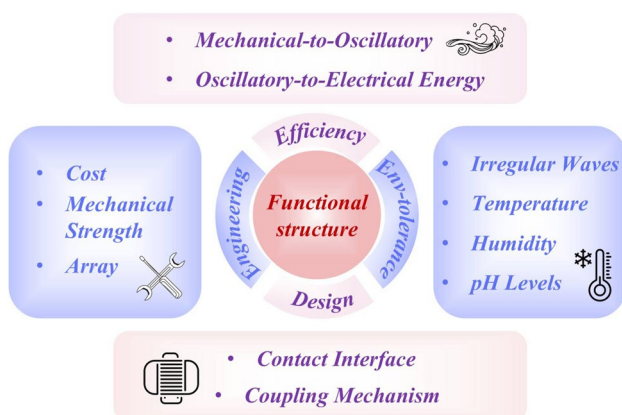 • Mechanical-to-Oscillatory
• Oscillatory-to-Electrical Energy
Efficiency
• Cost
• Mechanical
Strength
• Array
Engineering
Functional
structure
Env-tolerance
• Irregular Waves
• Temperature
• Humidity
• pH Levels
Design
• Contact Interface
• Coupling Mechanism